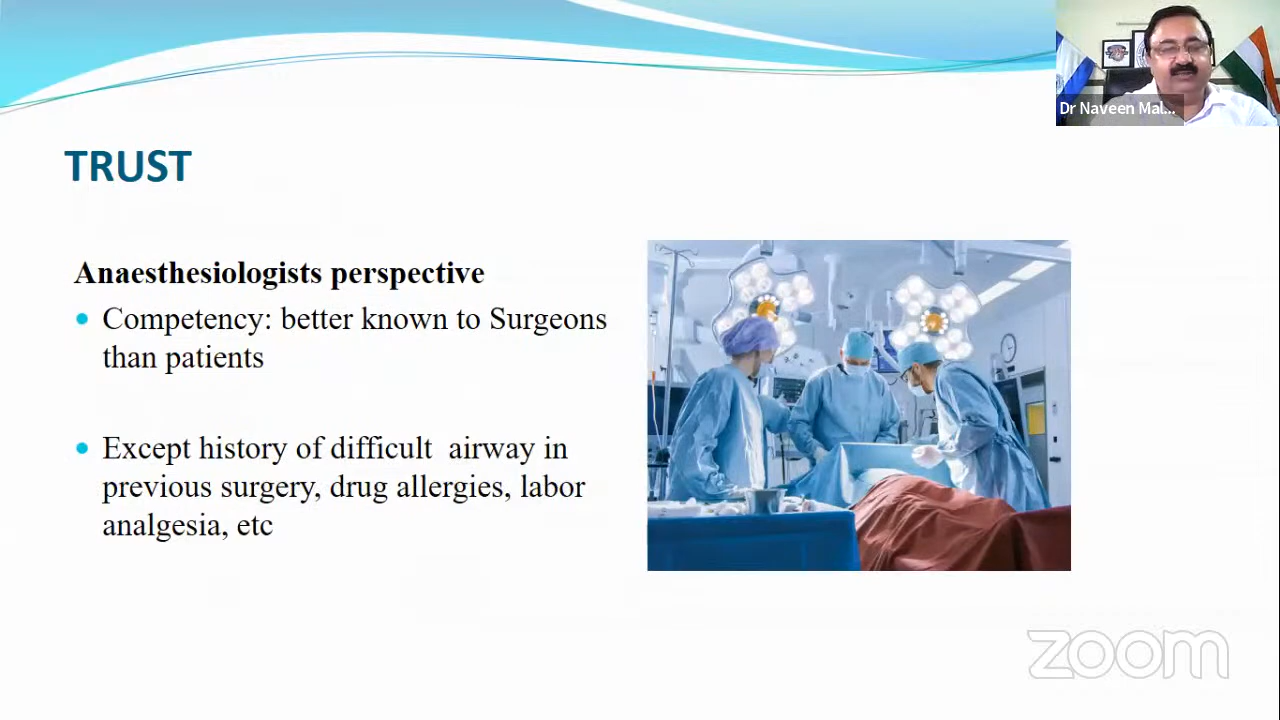 Dr Naveen Mal...
TRUST
Anaesthesiologists perspective
Competency: better known to Surgeons
than patients
Except history of difficult airway in
previous surgery, drug allergies, labor
analgesia, etc
zoom